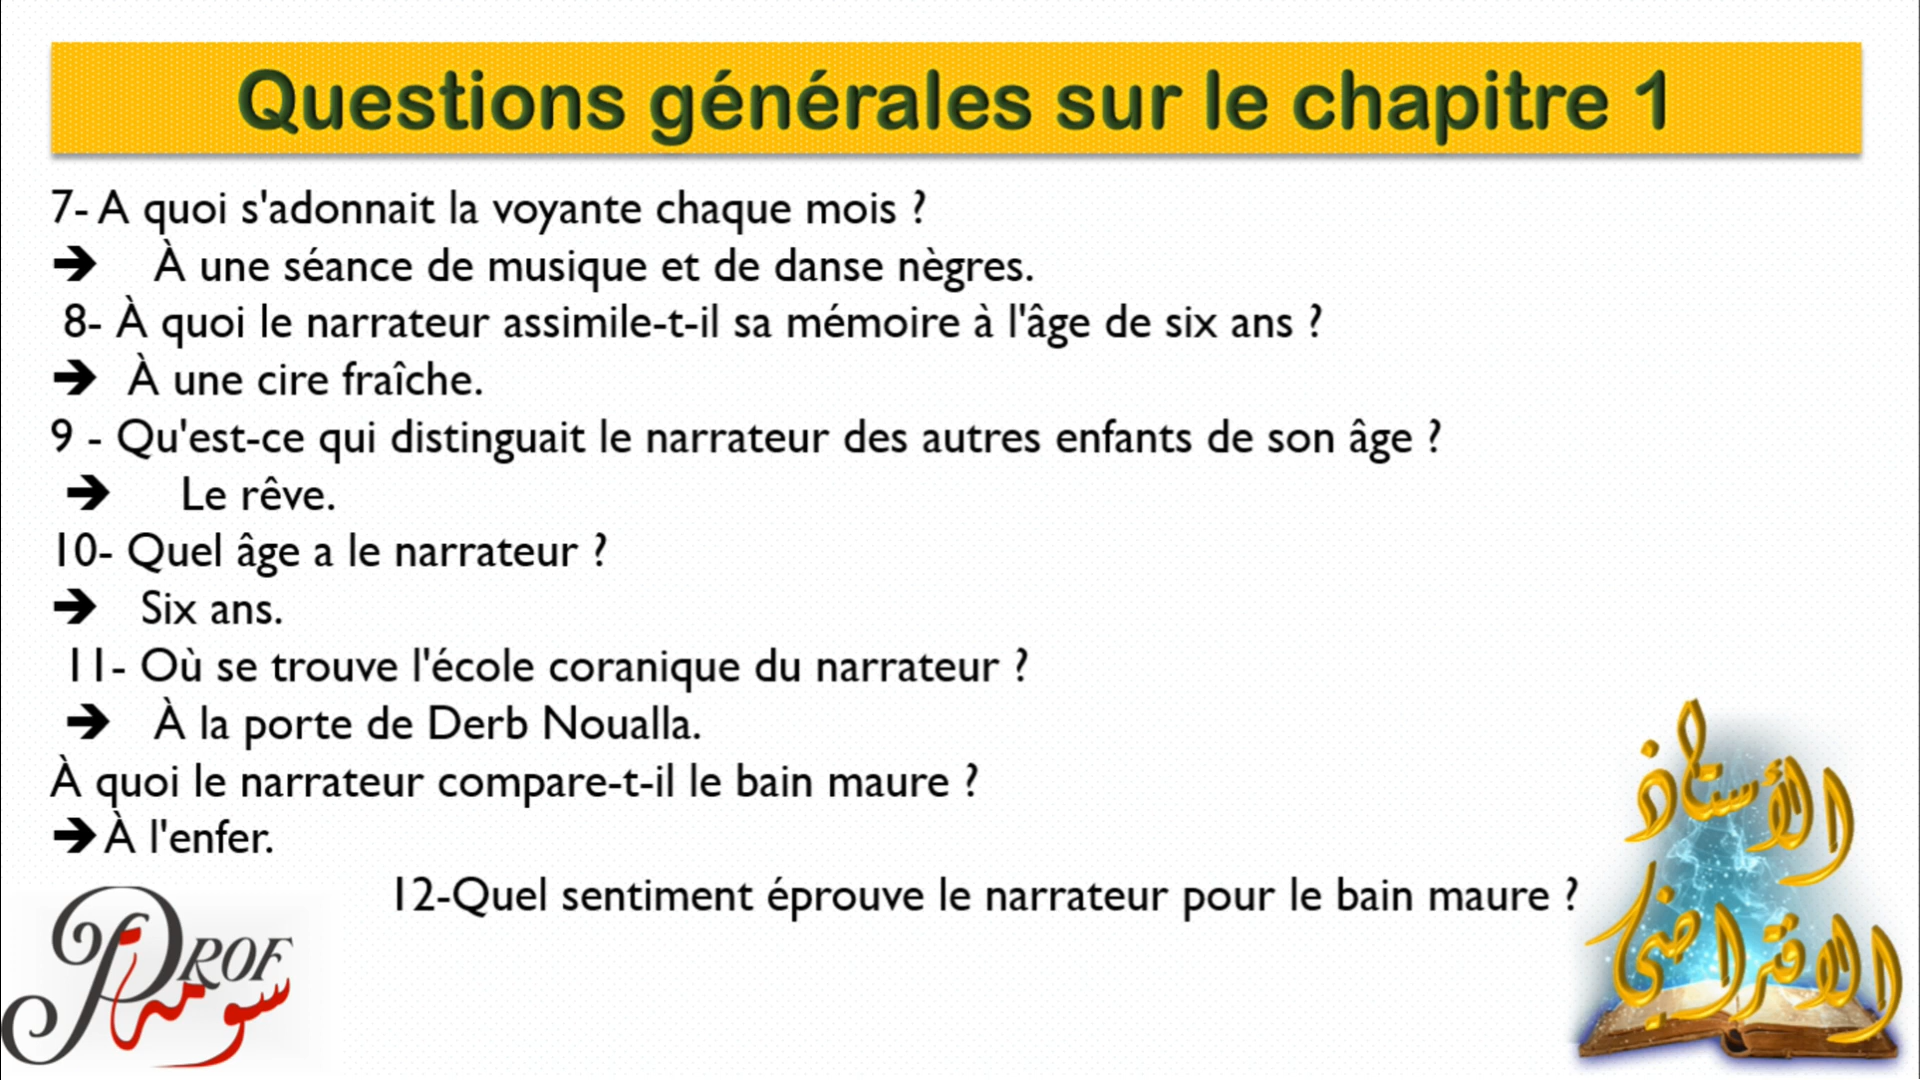 Questions générales sur le chapitre 1
7- A quoi s'adonnait la voyante chaque mois ?
➔ À une séance de musique et de danse nègres.
8- À quoi le narrateur assimile-t-il sa mémoire à l'âge de six ans ?
➔ À une cire fraîche.
9 - Qu'est-ce qui distinguait le narrateur des autres enfants de son âge ?
➔ Le rêve.
10- Quel âge a le narrateur ?
➔ Six ans.
11- Où se trouve l'école coranique du narrateur ?
➔ À la porte de Derb Noualla.
À quoi le narrateur compare-t-il le bain maure ?
➔ À l'enfer.
12-Quel sentiment éprouve le narrateur pour le bain maure ?
PROF
سومية
الأستاذ
الافتراضي